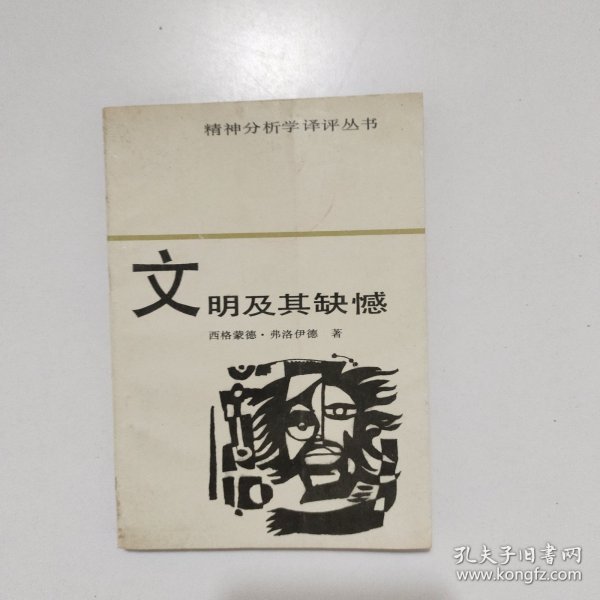 精神分析学译评丛书
文明及其缺憾
西格蒙德·弗洛伊德 著
孔夫子旧书网
www.kongfz.com